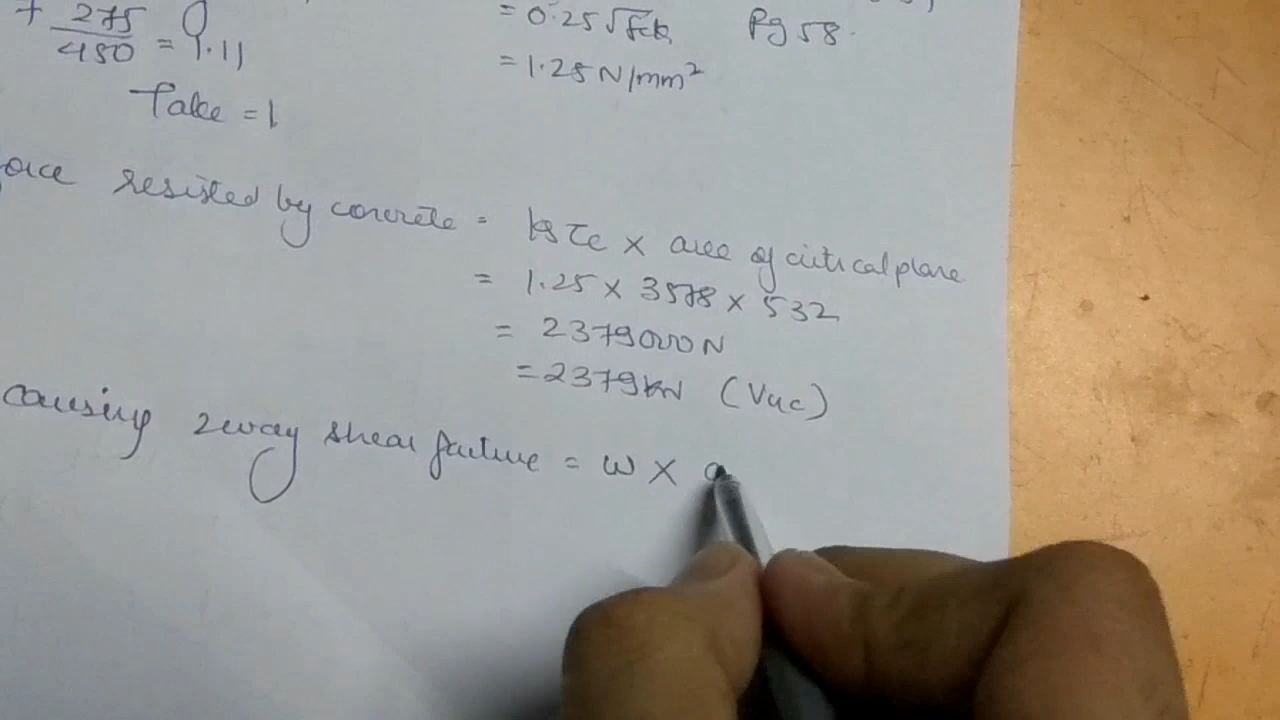 + 275/450 = 1.11
Take = 1
= 0.25 √fck Pg 58.
= 1.25 N/mm²
orce resisted by concrete = ks τc × area of critical plane
= 1.25 × 3578 × 532
= 2379000 N
= 2379 kN (Vuc)
causing 2way shear failure = w × a